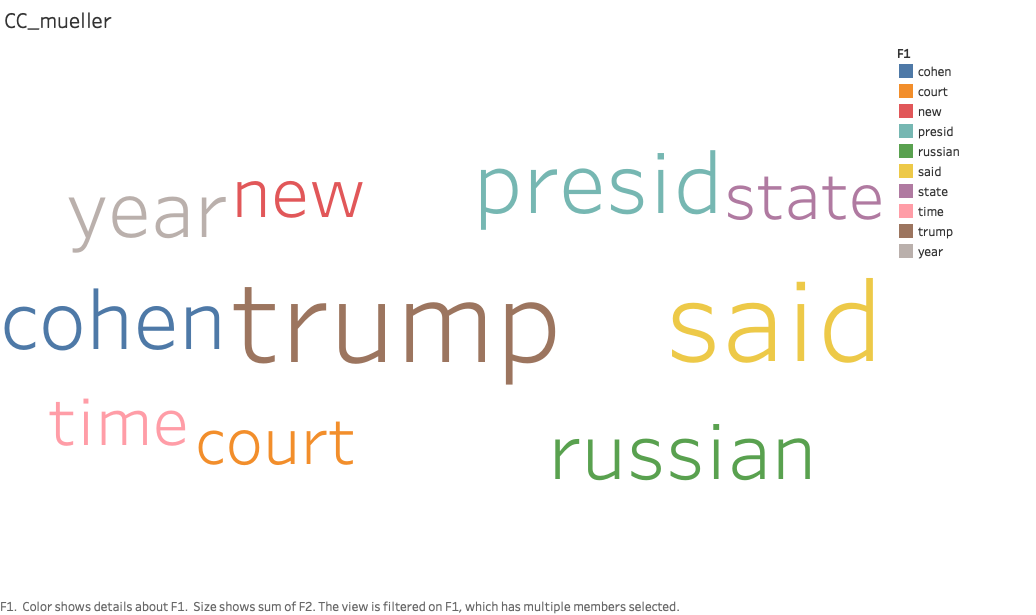 CC_mueller
F1
cohen
court
new
presid
russian
said
state
time
trump
year
year new presid state
cohen trump said
time court russian
F1. Color shows details about F1. Size shows sum of F2. The view is filtered on F1, which has multiple members selected.